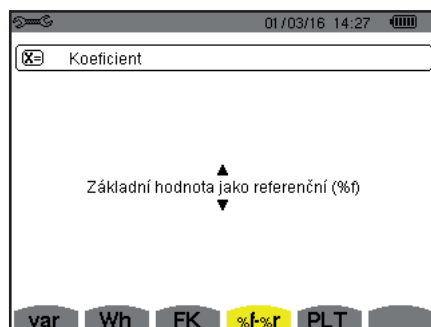 01/03/16 14:27
X= Koeficient
Základní hodnota jako referenční (%f)
var Wh FK %f-%r PLT